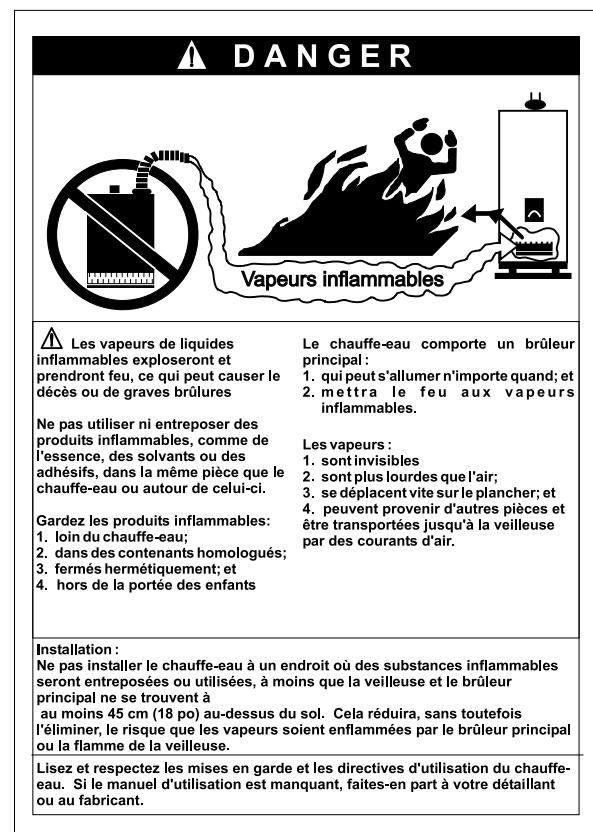 DANGER
Vapeurs inflammables
Les vapeurs de liquides
inflammables exploseront et
prendront feu, ce qui peut causer le
décès ou de graves brûlures
Ne pas utiliser ni entreposer des
produits inflammables, comme de
l'essence, des solvants ou des
adhésifs, dans la même pièce que le
chauffe-eau ou autour de celui-ci.
Gardez les produits inflammables:
1. loin du chauffe-eau;
2. dans des contenants homologués;
3. fermés hermétiquement; et
4. hors de la portée des enfants
Le chauffe-eau comporte un brûleur
principal :
1. qui peut s'allumer n'importe quand; et
2. mettra le feu aux vapeurs
inflammables.
Les vapeurs :
1. sont invisibles
2. sont plus lourdes que l'air;
3. se déplacent vite sur le plancher; et
4. peuvent provenir d'autres pièces et
être transportées jusqu'à la veilleuse
par des courants d'air.
Installation :
Ne pas installer le chauffe-eau à un endroit où des substances inflammables
seront entreposées ou utilisées, à moins que la veilleuse et le brûleur
principal ne se trouvent à
au moins 45 cm (18 po) au-dessus du sol. Cela réduira, sans toutefois
l'éliminer, le risque que les vapeurs soient enflammées par le brûleur principal
ou la flamme de la veilleuse.
Lisez et respectez les mises en garde et les directives d'utilisation du chauffe-
eau. Si le manuel d'utilisation est manquant, faites-en part à votre détaillant
ou au fabricant.